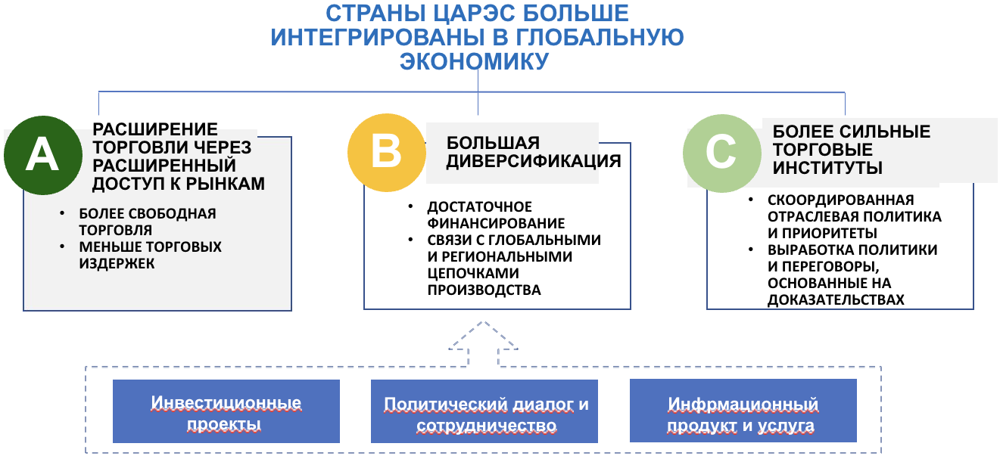 СТРАНЫ ЦАРЭС БОЛЬШЕ
ИНТЕГРИРОВАНЫ В ГЛОБАЛЬНУЮ
ЭКОНОМИКУ
A
РАСШИРЕНИЕ
ТОРГОВЛИ ЧЕРЕЗ
РАСШИРЕННЫЙ
ДОСТУП К РЫНКАМ
• БОЛЕЕ СВОБОДНАЯ
ТОРГОВЛЯ
• МЕНЬШЕ ТОРГОВЫХ
ИЗДЕРЖЕК
B
БОЛЬШАЯ
ДИВЕРСИФИКАЦИЯ
• ДОСТАТОЧНОЕ
ФИНАНСИРОВАНИЕ
• СВЯЗИ С ГЛОБАЛЬНЫМИ
И РЕГИОНАЛЬНЫМИ
ЦЕПОЧКАМИ
ПРОИЗВОДСТВА
C
БОЛЕЕ СИЛЬНЫЕ
ТОРГОВЫЕ
ИНСТИТУТЫ
• СКООРДИРОВАННАЯ
ОТРАСЛЕВАЯ ПОЛИТИКА
И ПРИОРИТЕТЫ
• ВЫРАБОТКА ПОЛИТИКИ
И ПЕРЕГОВОРЫ,
ОСНОВАННЫЕ НА
ДОКАЗАТЕЛЬСТВАХ
Инвестиционные
проекты
Политический диалог и
сотрудничество
Инфрмационный
продукт и услуга